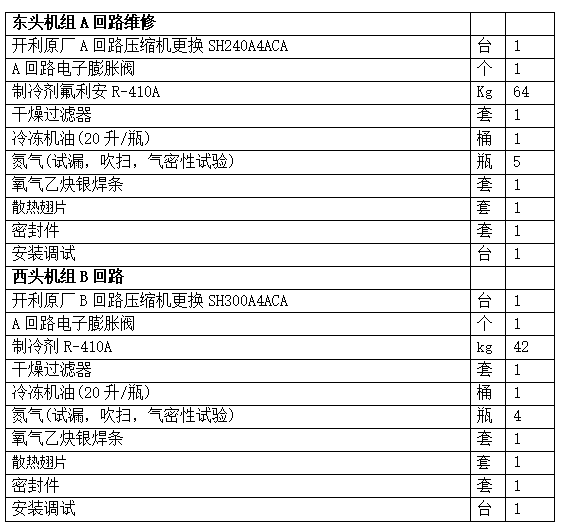 东头机组 A 回路维修
开利原厂 A 回路压缩机更换 SH240A4ACA 台 1
A 回路电子膨胀阀 个 1
制冷剂氟利安 R-410A Kg 64
干燥过滤器 套 1
冷冻机油(20 升/瓶) 桶 1
氮气(试漏，吹扫，气密性试验) 瓶 5
氧气乙炔银焊条 套 1
散热翅片 套 1
密封件 套 1
安装调试 台 1
西头机组 B 回路
开利原厂 B 回路压缩机更换 SH300A4ACA 台 1
A 回路电子膨胀阀 个 1
制冷剂 R-410A kg 42
干燥过滤器 套 1
冷冻机油(20 升/瓶) 桶 1
氮气(试漏，吹扫，气密性试验) 瓶 4
氧气乙炔银焊条 套 1
散热翅片 套 1
密封件 套 1
安装调试 台 1